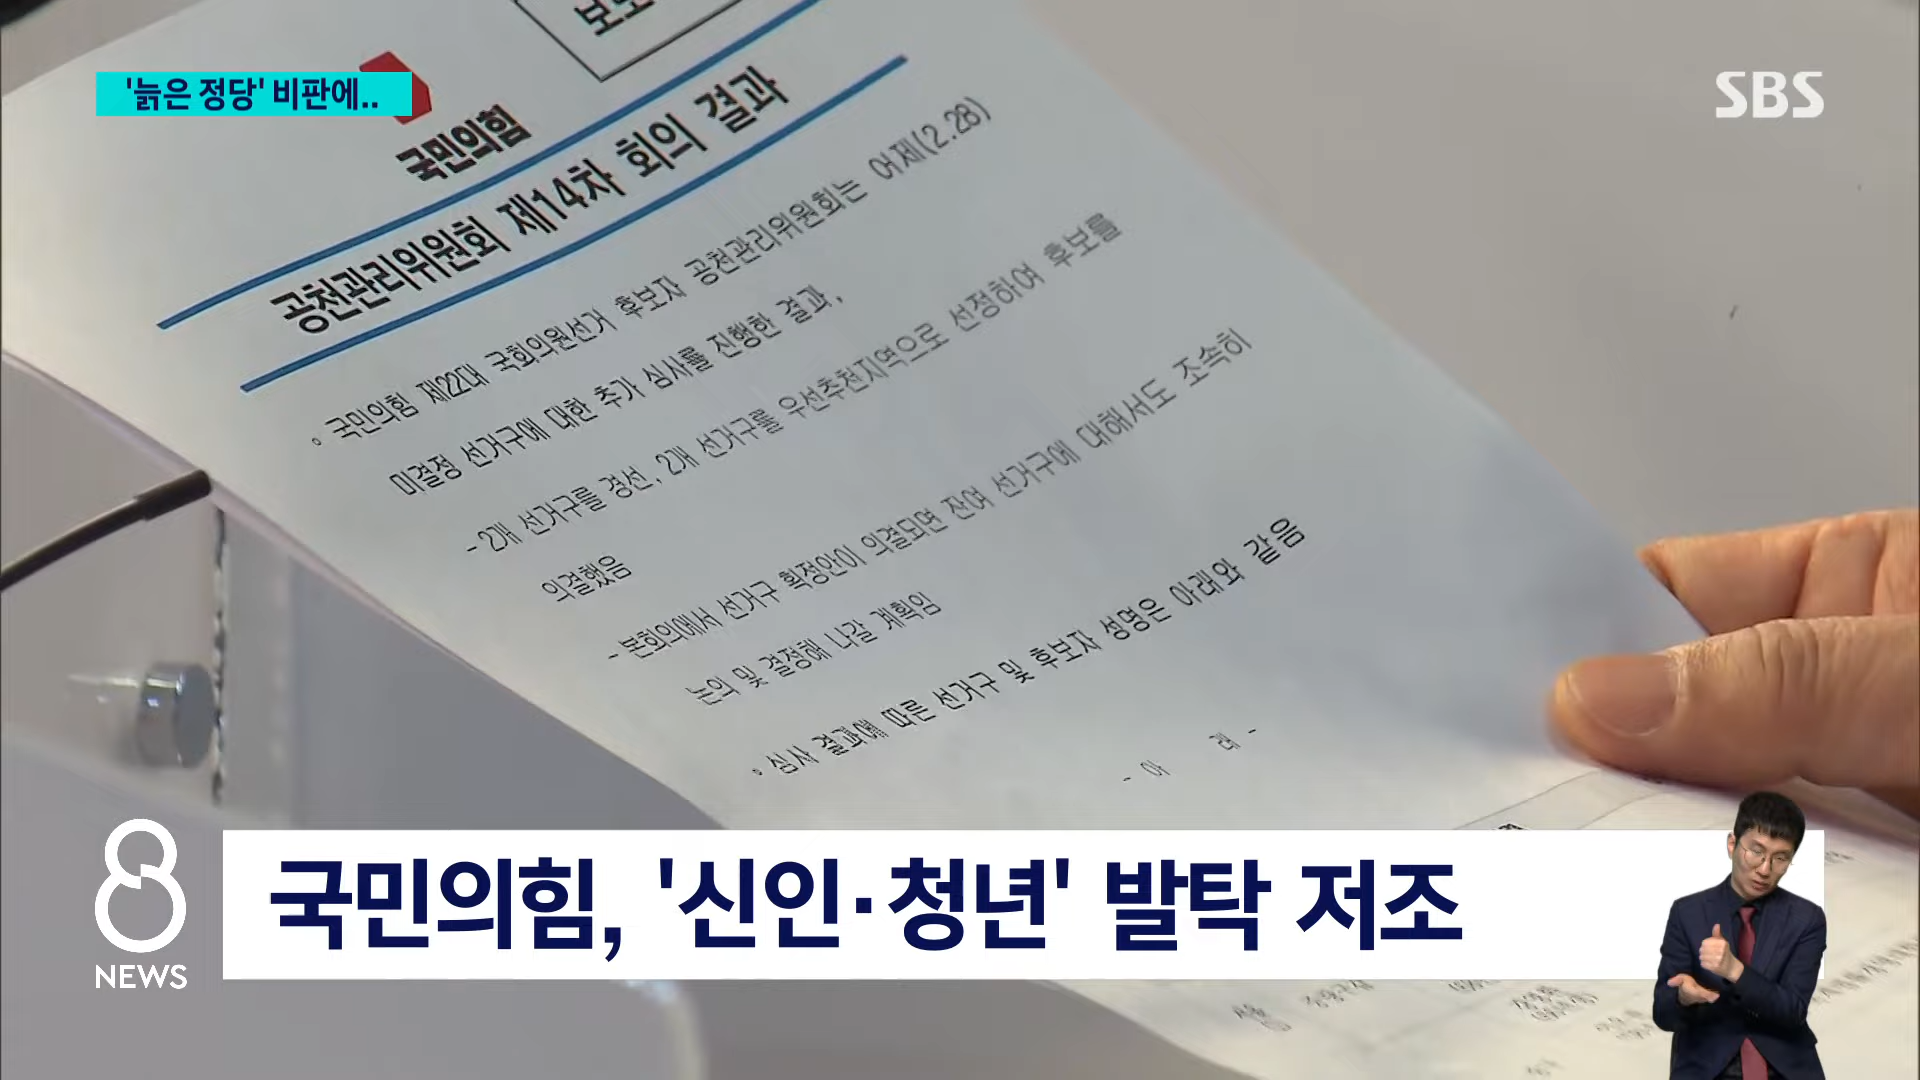 '늙은 정당' 비판에..
SBS
국민의힘
공천관리위원회 제14차 회의 결과
◦ 국민의힘 제22대 국회의원선거 후보자 공천관리위원회는 어제(2.28)
미결정 선거구에 대한 추가 심사를 진행한 결과,
- 2개 선거구를 경선, 2개 선거구를 우선추천지역으로 선정하여 후보를
의결했음
- 본회의에서 선거구 획정안이 의결되면 잔여 선거구에 대해서도 조속히
논의 및 결정해 나갈 계획임
◦ 심사 결과에 따른 선거구 및 후보자 성명은 아래와 같음
- 아 래 -
8
NEWS
국민의힘, '신인·청년' 발탁 저조